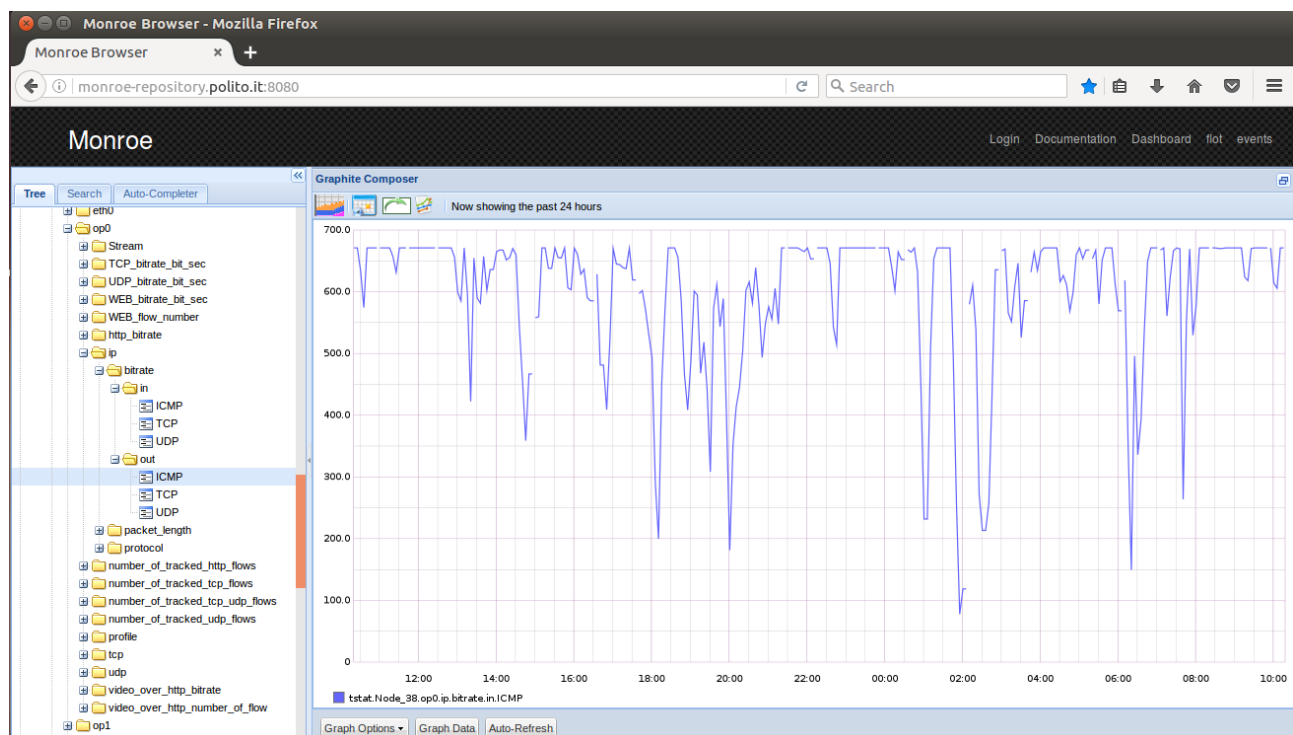 Monroe Browser - Mozilla Firefox
Monroe Browser × +
monroe-repository.polito.it:8080
Search
Monroe
Login Documentation Dashboard flot events
Tree Search Auto-Completer
eth0
op0
Stream
TCP_bitrate_bit_sec
UDP_bitrate_bit_sec
WEB_bitrate_bit_sec
WEB_flow_number
http_bitrate
ip
bitrate
in
ICMP
TCP
UDP
out
ICMP
TCP
UDP
packet_length
protocol
number_of_tracked_http_flows
number_of_tracked_tcp_flows
number_of_tracked_tcp_udp_flows
number_of_tracked_udp_flows
profile
tcp
udp
video_over_http_bitrate
video_over_http_number_of_flow
op1
Graphite Composer
Now showing the past 24 hours
700.0
600.0
500.0
400.0
300.0
200.0
100.0
0
12:00 14:00 16:00 18:00 20:00 22:00 00:00 02:00 04:00 06:00 08:00 10:00
tstat.Node_38.op0.ip.bitrate.in.ICMP
Graph Options Graph Data Auto-Refresh